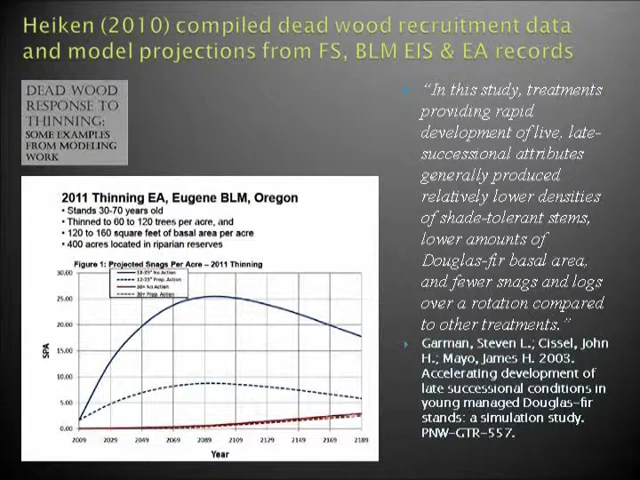 Heiken (2010) compiled dead wood recruitment data
and model projections from FS, BLM EIS & EA records
DEAD WOOD
RESPONSE TO
THINNING:
SOME EXAMPLES
FROM MODELING
WORK
2011 Thinning EA, Eugene BLM, Oregon
• Stands 30-70 years old
• Thinned to 60 to 120 trees per acre, and
• 120 to 160 square feet of basal area per acre
• 400 acres located in riparian reserves
Figure 1: Projected Snags Per Acre – 2011 Thinning
No Action
Prop. Action
No Action
Prop. Action
30.00
25.00
20.00
15.00
10.00
5.00
0.00
SPA
2009 2029 2049 2069 2089 2109 2129 2149 2169 2189
Year
“In this study, treatments
providing rapid
development of live, late-
successional attributes
generally produced
relatively lower densities
of shade-tolerant stems,
lower amounts of
Douglas-fir basal area,
and fewer snags and logs
over a rotation compared
to other treatments.”
Garman, Steven L.; Cissel, John
H.; Mayo, James H. 2003.
Accelerating development of
late successional conditions in
young managed Douglas-fir
stands: a simulation study.
PNW-GTR-557.